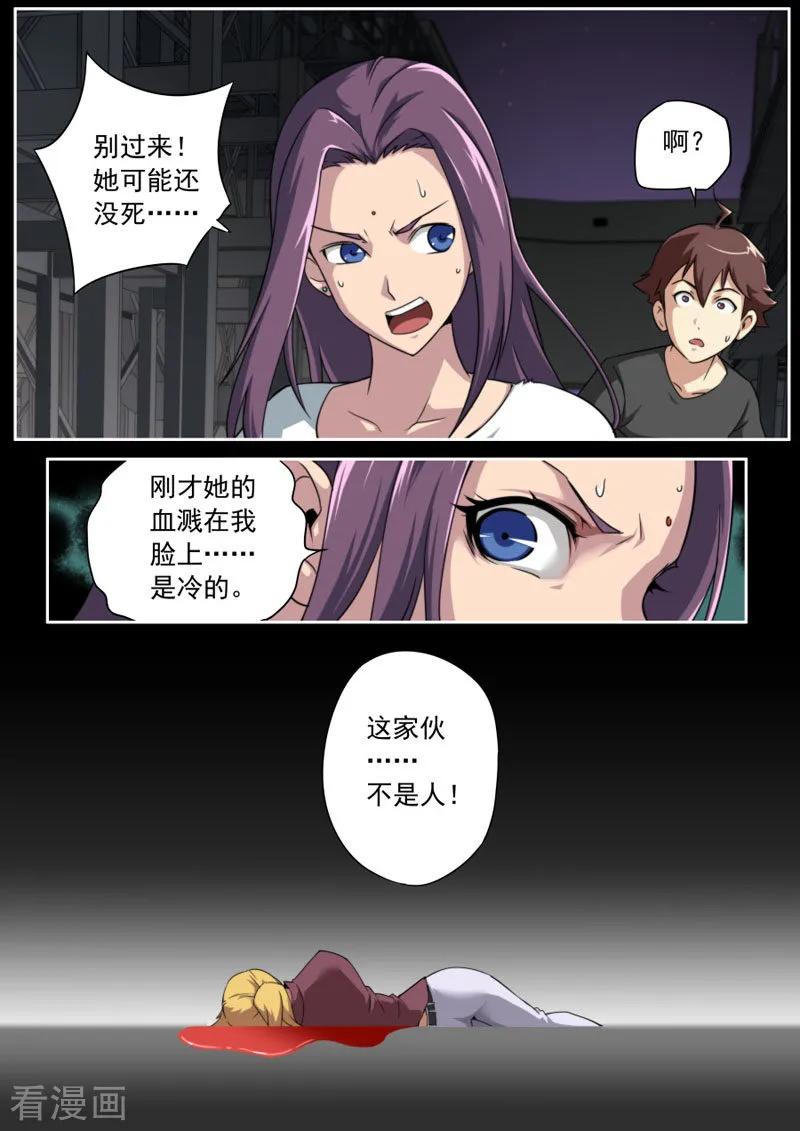 别过来！
她可能还
没死……
啊？
刚才她的
血溅在我
脸上……
是冷的。
这家伙
……
不是人！
看漫画